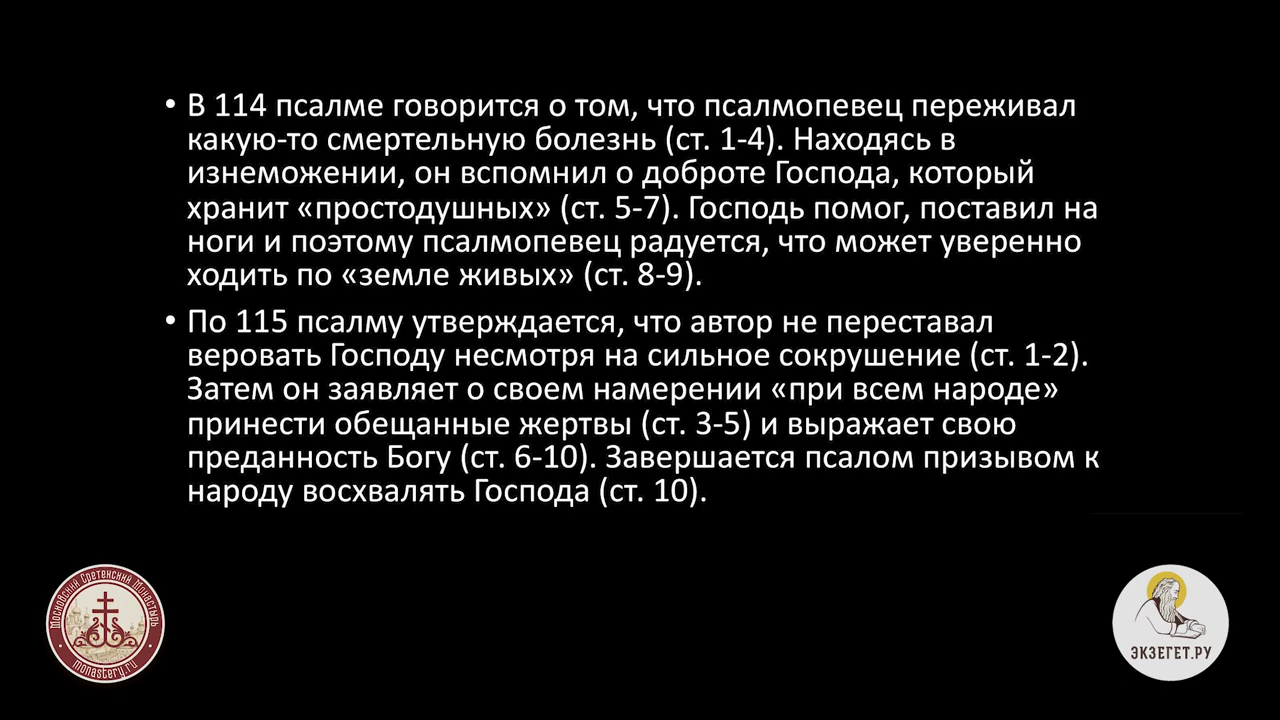 • В 114 псалме говорится о том, что псалмопевец переживал
какую-то смертельную болезнь (ст. 1-4). Находясь в
изнеможении, он вспомнил о доброте Господа, который
хранит «простодушных» (ст. 5-7). Господь помог, поставил на
ноги и поэтому псалмопевец радуется, что может уверенно
ходить по «земле живых» (ст. 8-9).
• По 115 псалму утверждается, что автор не переставал
веровать Господу несмотря на сильное сокрушение (ст. 1-2).
Затем он заявляет о своем намерении «при всем народе»
принести обещанные жертвы (ст. 3-5) и выражает свою
преданность Богу (ст. 6-10). Завершается псалом призывом к
народу восхвалять Господа (ст. 10).
Московский Сретенский Монастырь
monastery.ru
ЭКЗЕГЕТ.РУ